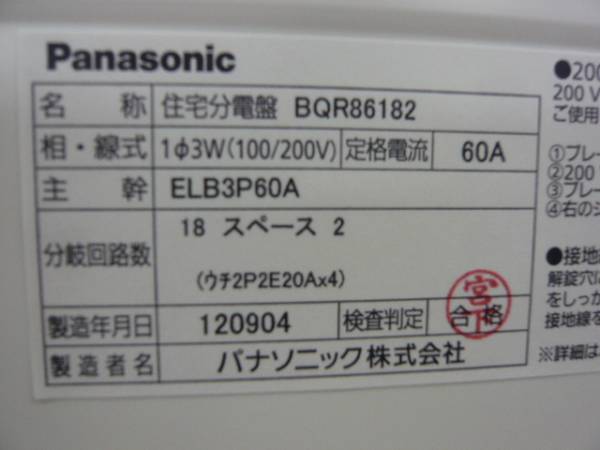 Panasonic
名 称 住宅分電盤 BQR86182
相・線式 1φ3W(100/200V) 定格電流 60A
主 幹 ELB3P60A
分岐回路数 18 スペース 2
(ウチ2P2E20Ax4)
製造年月日 120904 検査判定 合格
宮下
製造者名 パナソニック株式会社
●200
200 V
ご使用
①ブレー
②200
③ブレー
④右のシ
●接地
解錠穴に
をしっか
接地線を
※詳細は